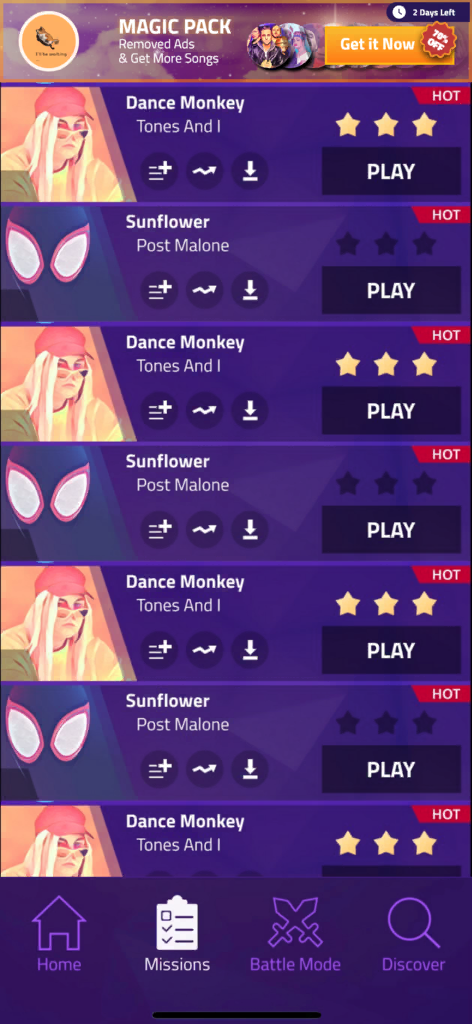 2 Days Left
MAGIC PACK
Removed Ads
& Get More Songs
Get it Now
70%
OFF
HOT
Dance Monkey
Tones And I
PLAY
HOT
Sunflower
Post Malone
PLAY
HOT
Dance Monkey
Tones And I
PLAY
HOT
Sunflower
Post Malone
PLAY
HOT
Dance Monkey
Tones And I
PLAY
HOT
Sunflower
Post Malone
PLAY
HOT
Dance Monkey
Tones And I
Home
Missions
Battle Mode
Discover